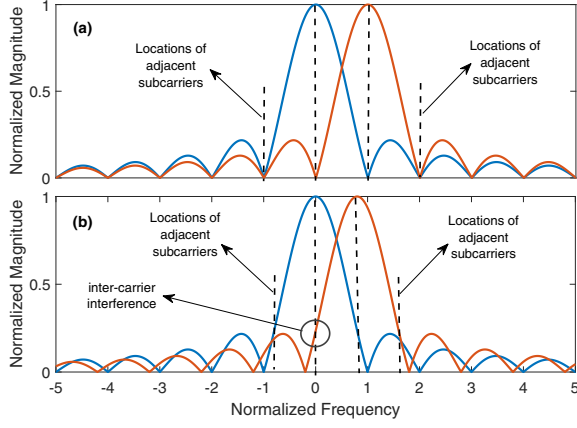 1
(a)
Locations of
adjacent
subcarriers
Locations of
adjacent
subcarriers
0.5
0
Normalized Magnitude
1
(b)
Locations of
adjacent
subcarriers
Locations of
adjacent
subcarriers
inter-carrier
interference
0.5
0
Normalized Magnitude
-5 -4 -3 -2 -1 0 1 2 3 4 5
Normalized Frequency